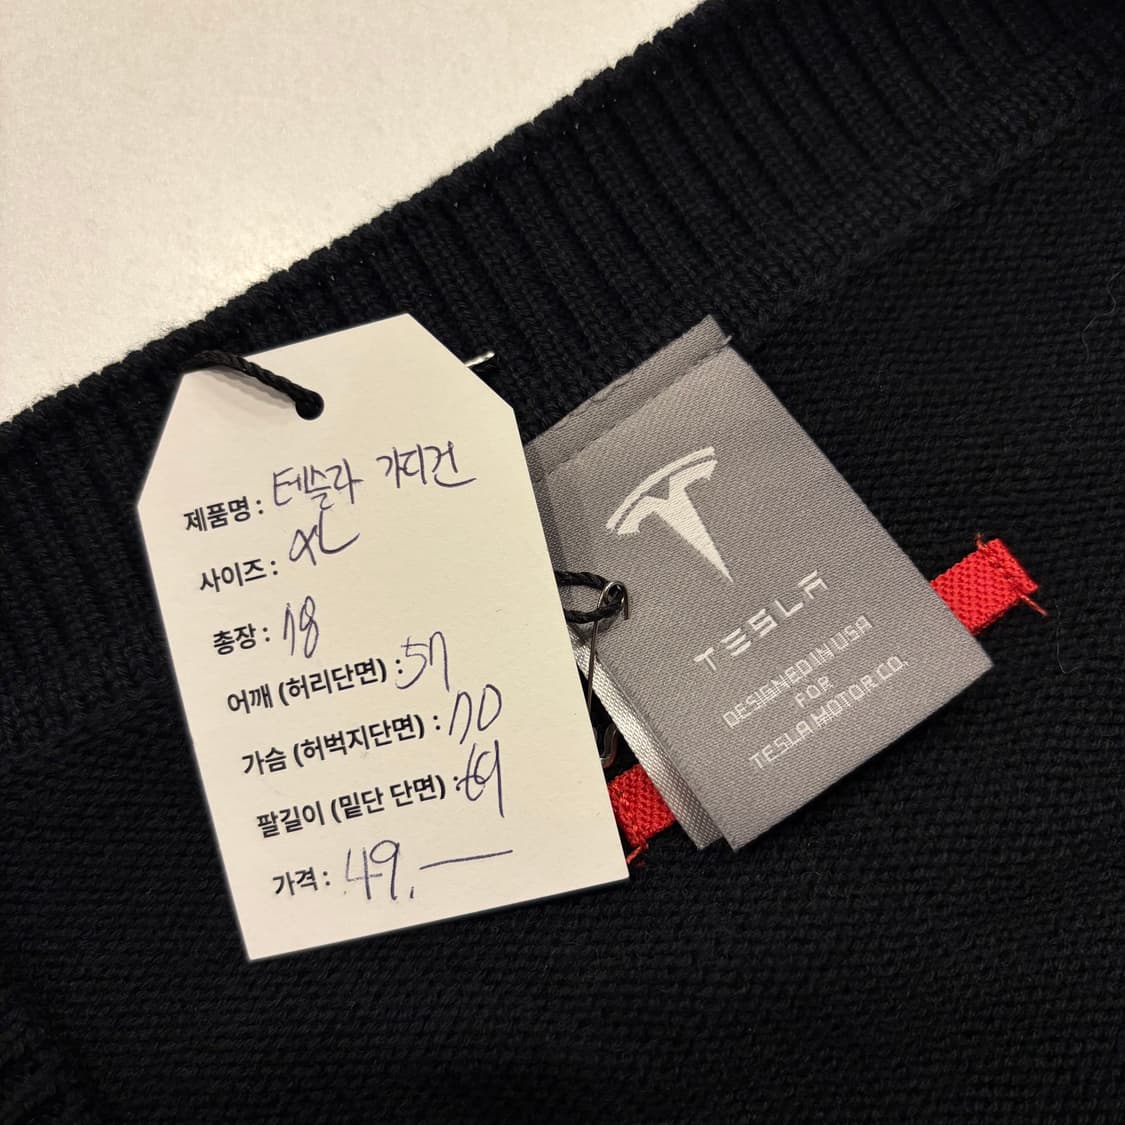 제품명 : 테슬라 가디건
사이즈 : XL
총장 : 78
어깨 (허리단면) : 57
가슴 (허벅지단면) : 70
팔길이 (밑단 단면) : 69
가격 : 49.—
TESLA
DESIGNED IN USA
FOR
TESLA MOTOR CO.